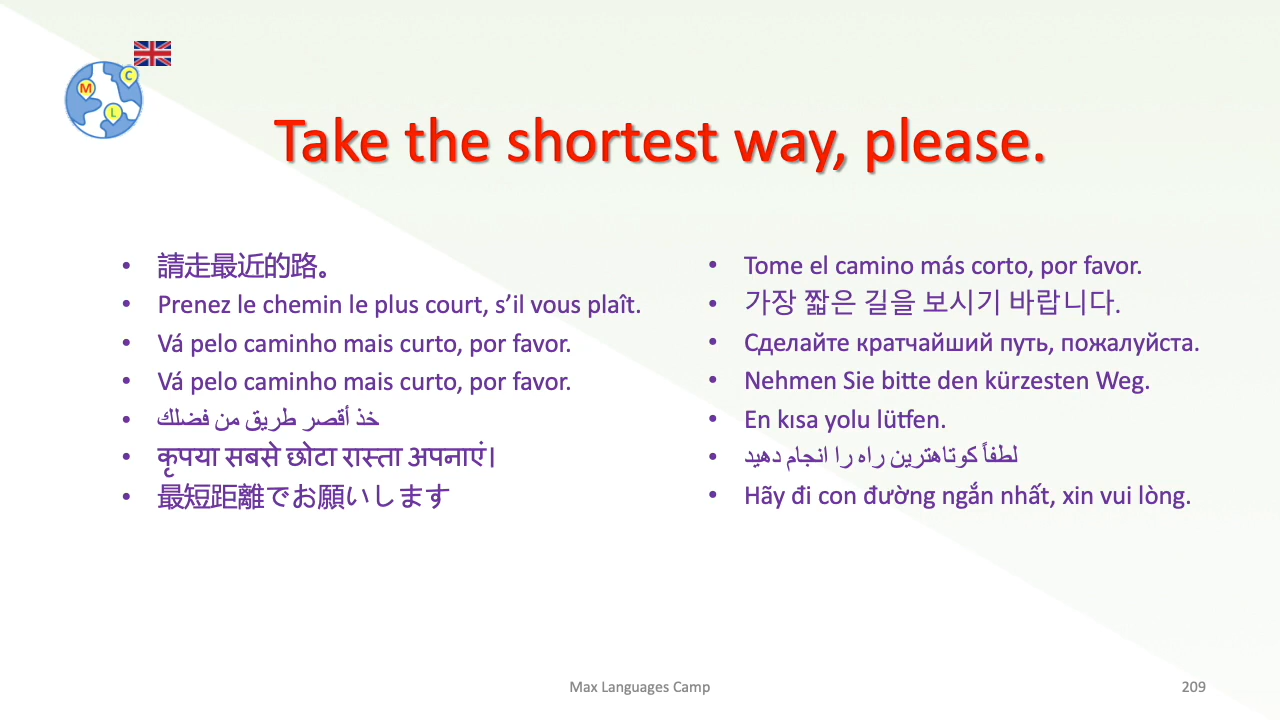 M
C
L
Take the shortest way, please.
• 請走最近的路。
• Prenez le chemin le plus court, s’il vous plaît.
• Vá pelo caminho mais curto, por favor.
• Vá pelo caminho mais curto, por favor.
• خذ أقصر طريق من فضلك
• कृपया सबसे छोटा रास्ता अपनाएं।
• 最短距離でお願いします
• Tome el camino más corto, por favor.
• 가장 짧은 길을 보시기 바랍니다.
• Сделайте кратчайший путь, пожалуйста.
• Nehmen Sie bitte den kürzesten Weg.
• En kısa yolu lütfen.
• لطفاً کوتاهترین راه را انجام دهید
• Hãy đi con đường ngắn nhất, xin vui lòng.
Max Languages Camp
209